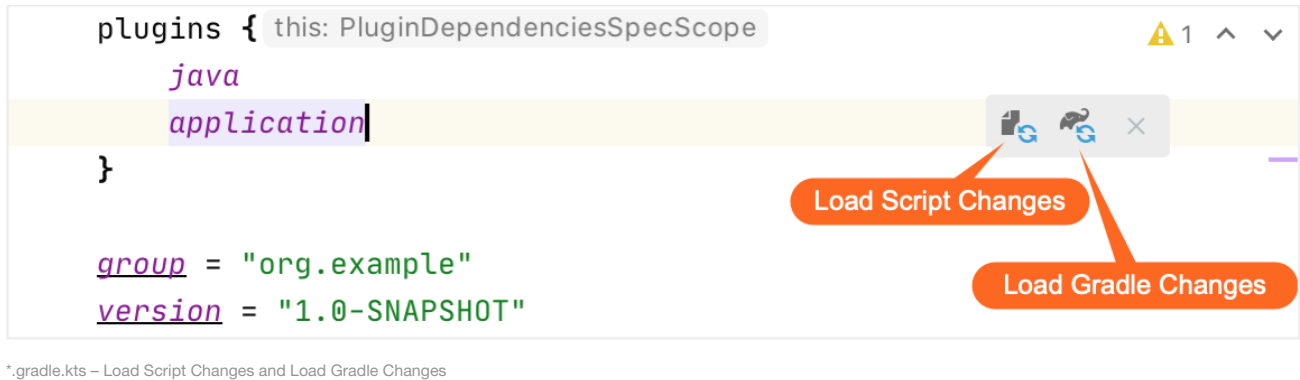 plugins { this: PluginDependenciesSpecScope
1
java
application
}
Load Script Changes
group = "org.example"
Load Gradle Changes
version = "1.0-SNAPSHOT"
*.gradle.kts – Load Script Changes and Load Gradle Changes